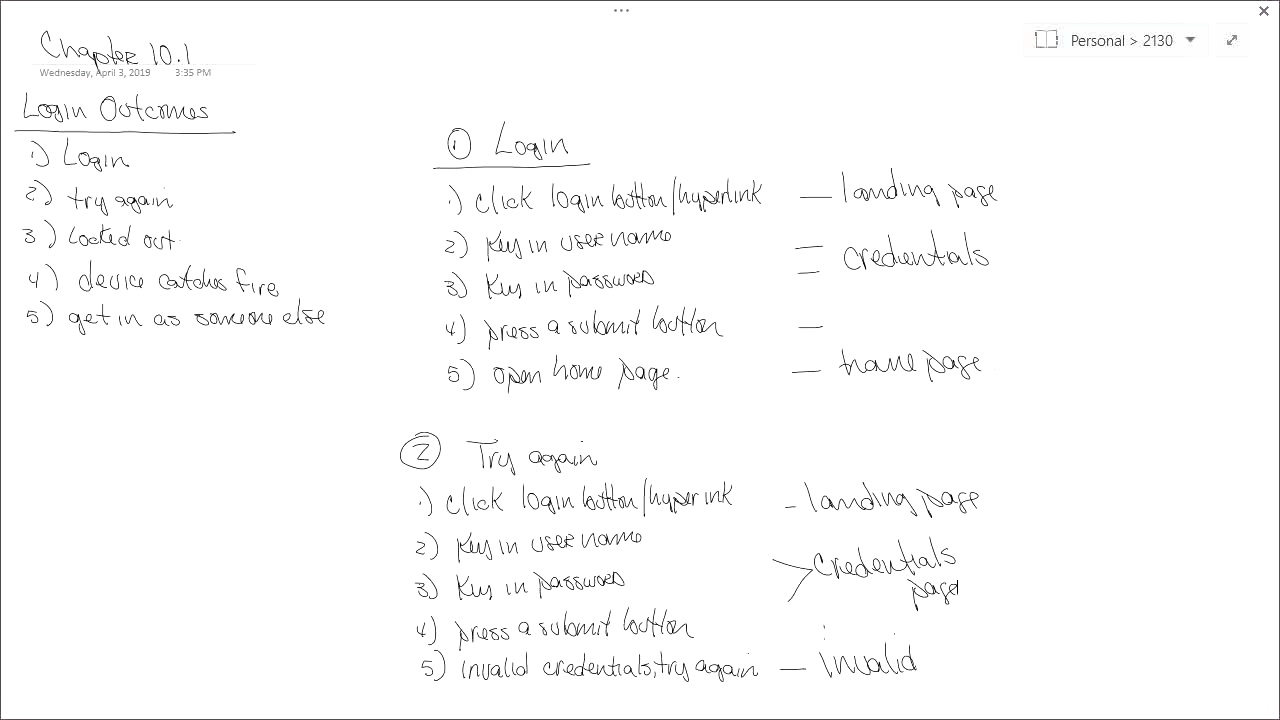 Chapter 10.1
Wednesday, April 3, 2019 3:35 PM
Personal > 2130
Login Outcomes
1) Login
2) try again
3) locked out
4) device catches fire
5) get in as someone else
① Login
1) click login button/hyperlink — landing page
2) Key in user name —
3) Key in password — credentials
4) press a submit button —
5) open home page. — home page
② Try again
1) click login button/hyper ink - landing page
2) Key in user name
3) Key in password > credentials page
4) press a submit button
5) invalid credentials, try again — invalid